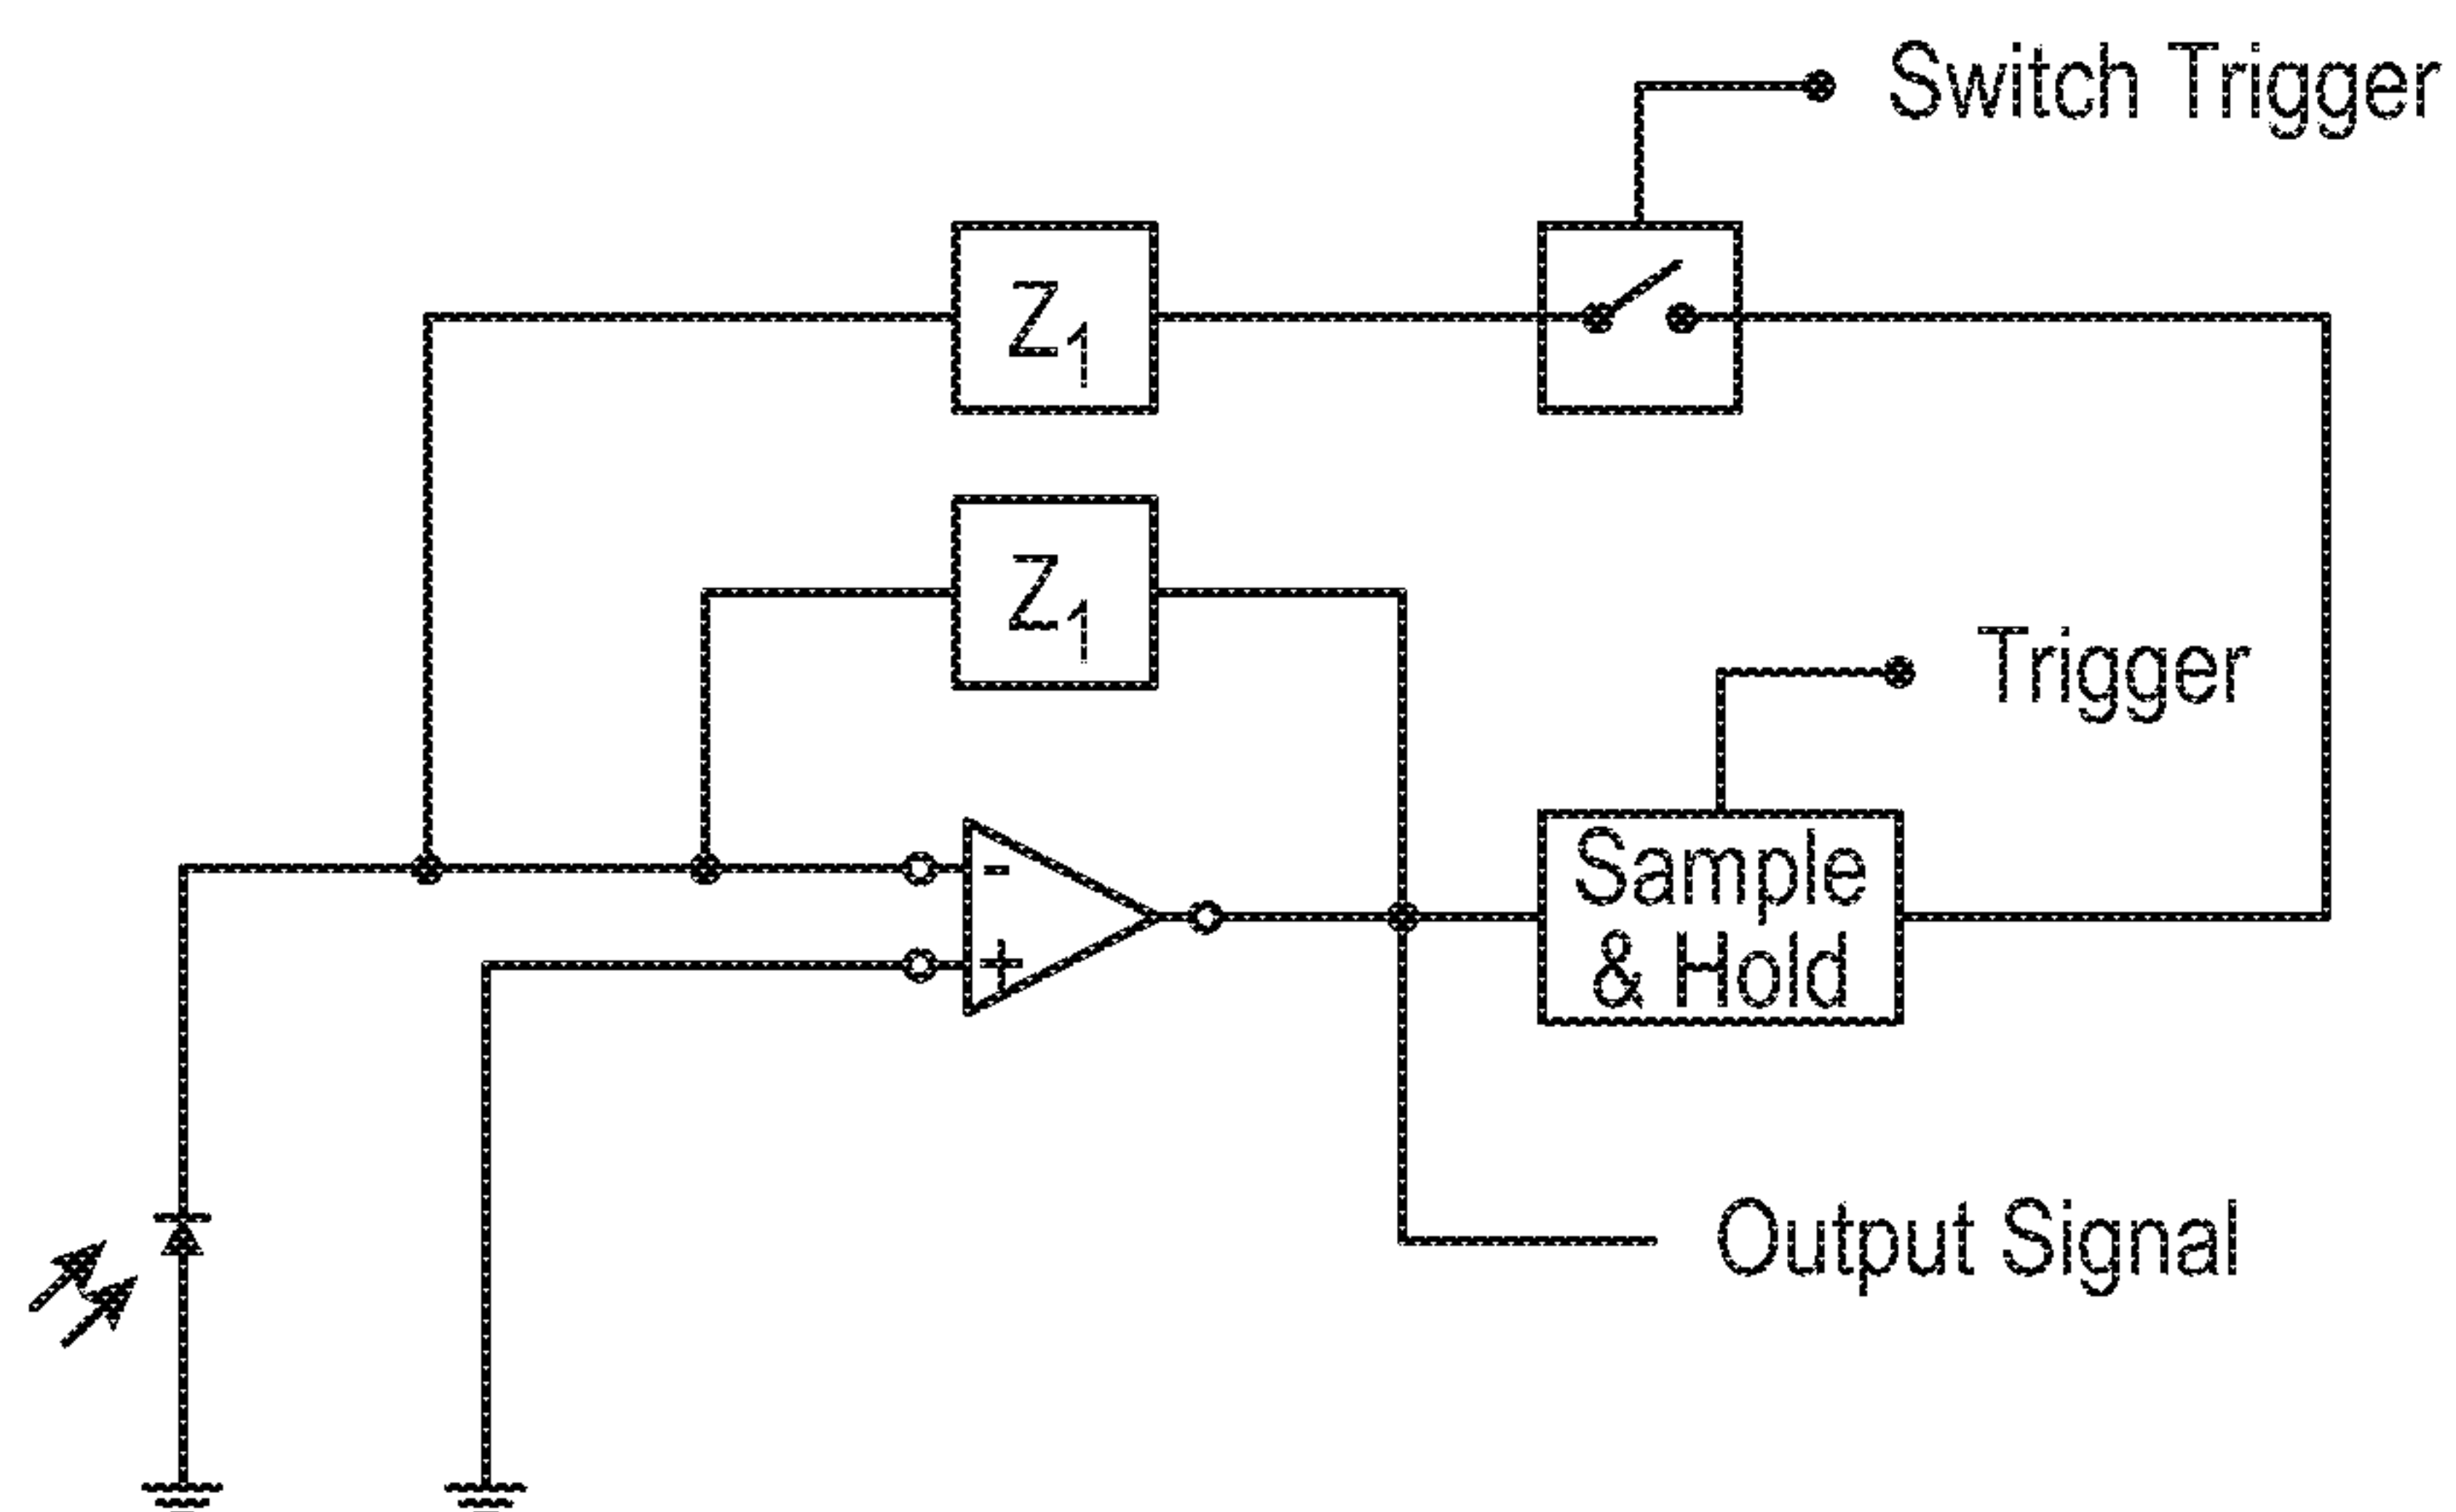 Switch Trigger
Z1
Z1
Trigger
-
+
Sample
& Hold
Output Signal